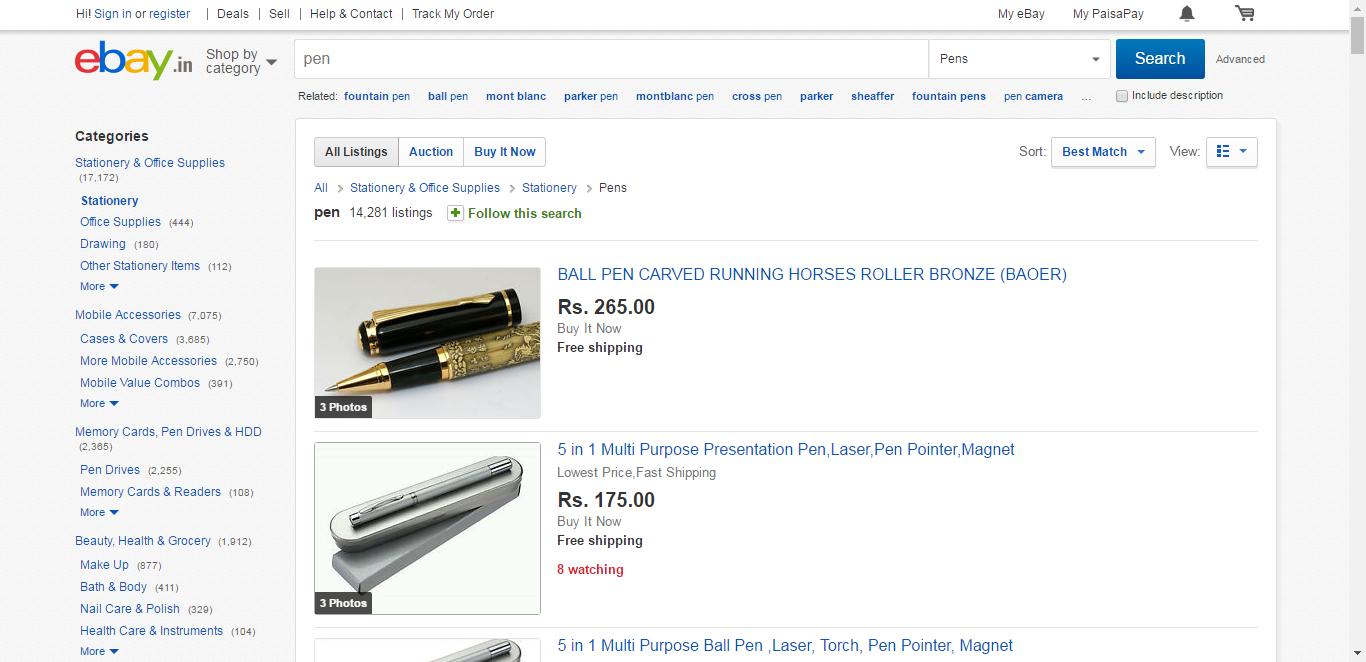 Hi! Sign in or register | Deals | Sell | Help & Contact | Track My Order My eBay My PaisaPay
ebay.in Shop by category pen Pens Search Advanced
Related: fountain pen ball pen mont blanc parker pen montblanc pen cross pen parker sheaffer fountain pens pen camera ... Include description
Categories
Stationery & Office Supplies
(17,172)
Stationery
Office Supplies (444)
Drawing (180)
Other Stationery Items (112)
More
Mobile Accessories (7,075)
Cases & Covers (3,685)
More Mobile Accessories (2,750)
Mobile Value Combos (391)
More
Memory Cards, Pen Drives & HDD
(2,365)
Pen Drives (2,255)
Memory Cards & Readers (108)
More
Beauty, Health & Grocery (1,912)
Make Up (877)
Bath & Body (411)
Nail Care & Polish (329)
Health Care & Instruments (104)
More
All Listings Auction Buy It Now Sort: Best Match View:
All Stationery & Office Supplies Stationery Pens
pen 14,281 listings Follow this search
BALL PEN CARVED RUNNING HORSES ROLLER BRONZE (BAOER)
Rs. 265.00
Buy It Now
Free shipping
3 Photos
5 in 1 Multi Purpose Presentation Pen,Laser,Pen Pointer,Magnet
Lowest Price,Fast Shipping
Rs. 175.00
Buy It Now
Free shipping
8 watching
3 Photos
5 in 1 Multi Purpose Ball Pen ,Laser, Torch, Pen Pointer, Magnet